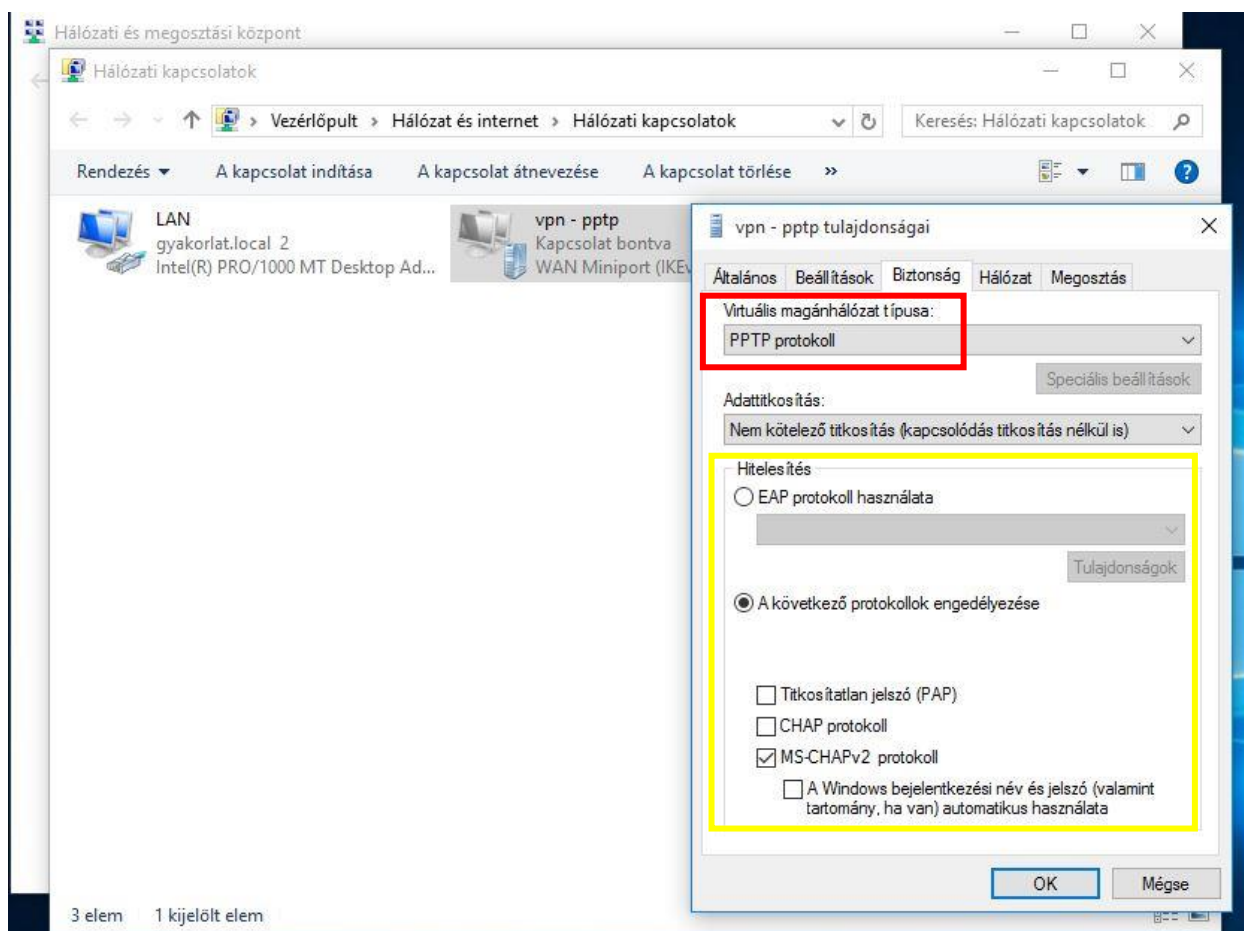 Hálózati és megosztási központ
Hálózati kapcsolatok
Vezérlőpult > Hálózat és internet > Hálózati kapcsolatok
Keresés: Hálózati kapcsolatok
Rendezés
A kapcsolat indítása
A kapcsolat átnevezése
A kapcsolat törlése
»
LAN
gyakorlat.local 2
Intel(R) PRO/1000 MT Desktop Ad...
vpn - pptp
Kapcsolat bontva
WAN Miniport (IKEv
vpn - pptp tulajdonságai
Általános
Beállítások
Biztonság
Hálózat
Megosztás
Virtuális magánhálózat típusa:
PPTP protokoll
Speciális beállítások
Adattitkosítás:
Nem kötelező titkosítás (kapcsolódás titkosítás nélkül is)
Hitelesítés
EAP protokoll használata
Tulajdonságok
A következő protokollok engedélyezése
Titkosítatlan jelszó (PAP)
CHAP protokoll
MS-CHAPv2 protokoll
A Windows bejelentkezési név és jelszó (valamint
tartomány, ha van) automatikus használata
OK
Mégse
3 elem
1 kijelölt elem